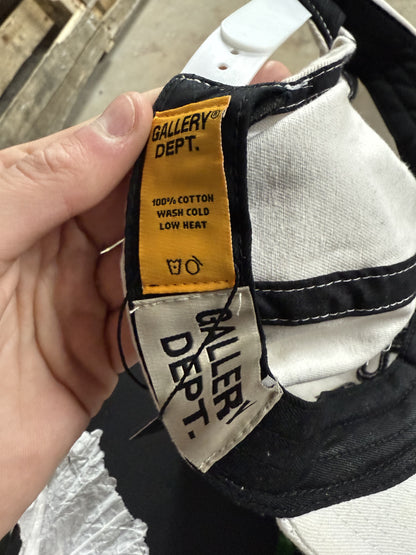 GALLERY®
DEPT.
100% COTTON
WASH COLD
LOW HEAT
GALLERY
DEPT.